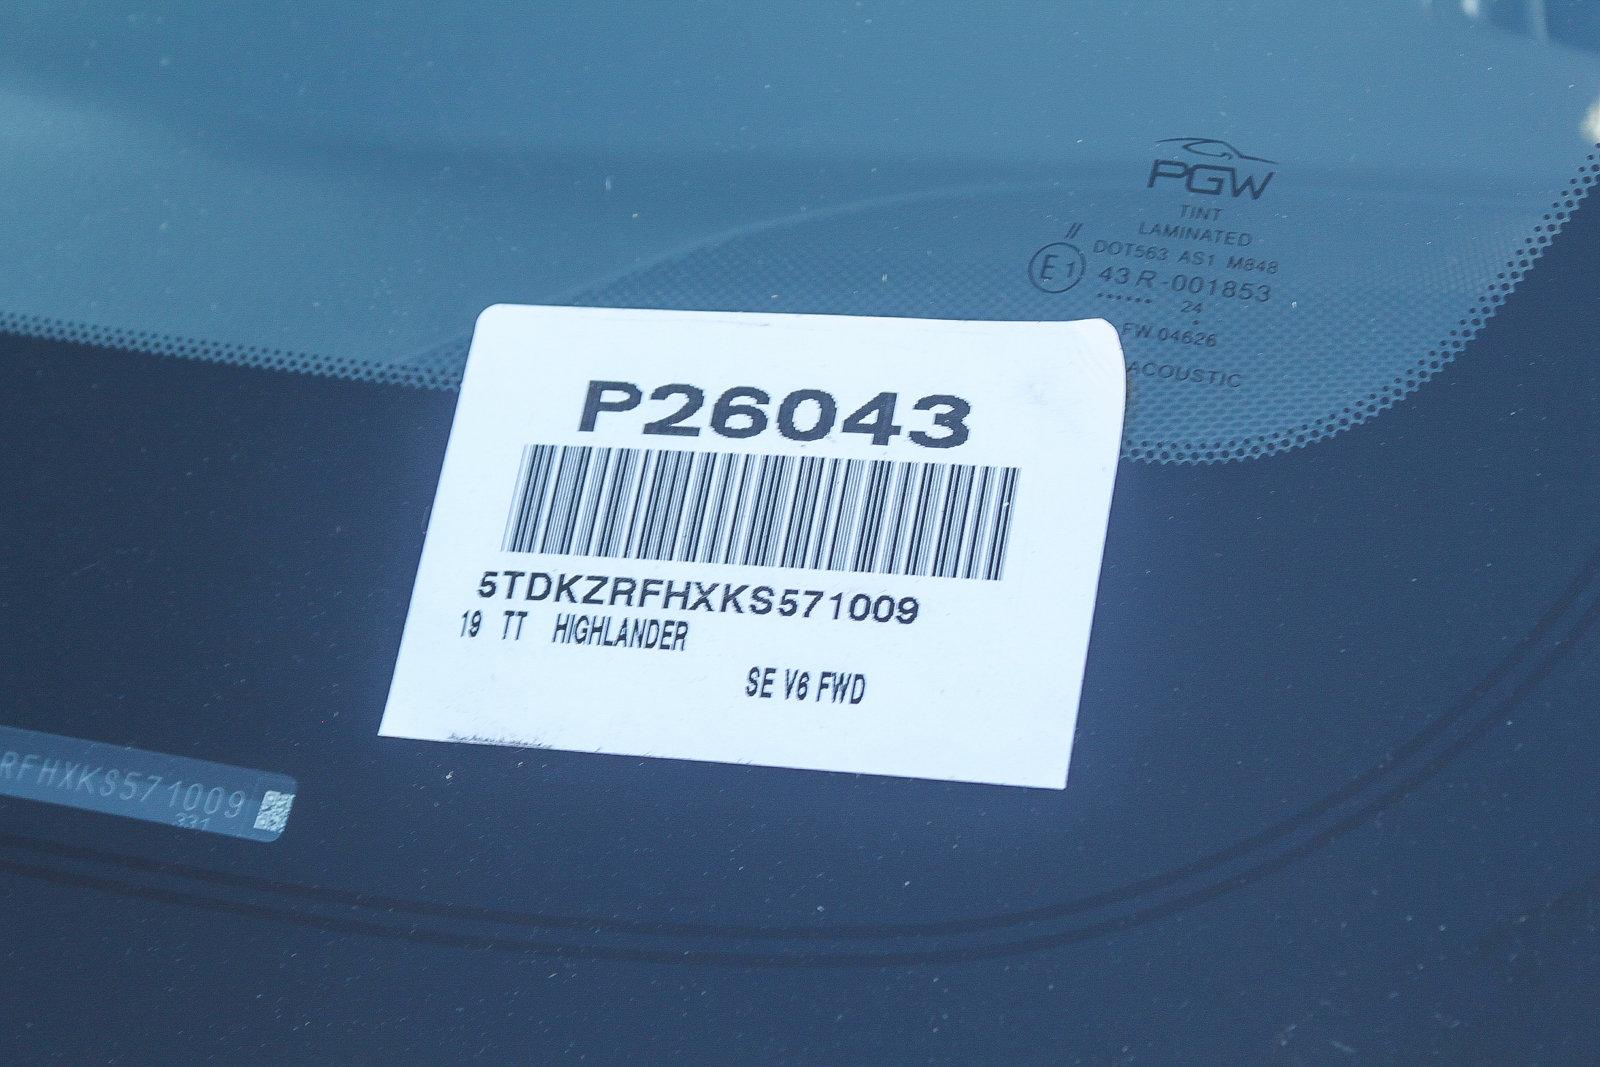 PGW
TINT
LAMINATED
//
DOT563 AS1 M848
E1 43R-001853
...... 24
FW 04626
ACOUSTIC
P26043
5TDKZRFHXKS571009
19 TT HIGHLANDER
SE V6 FWD
RFHXKS571009
331